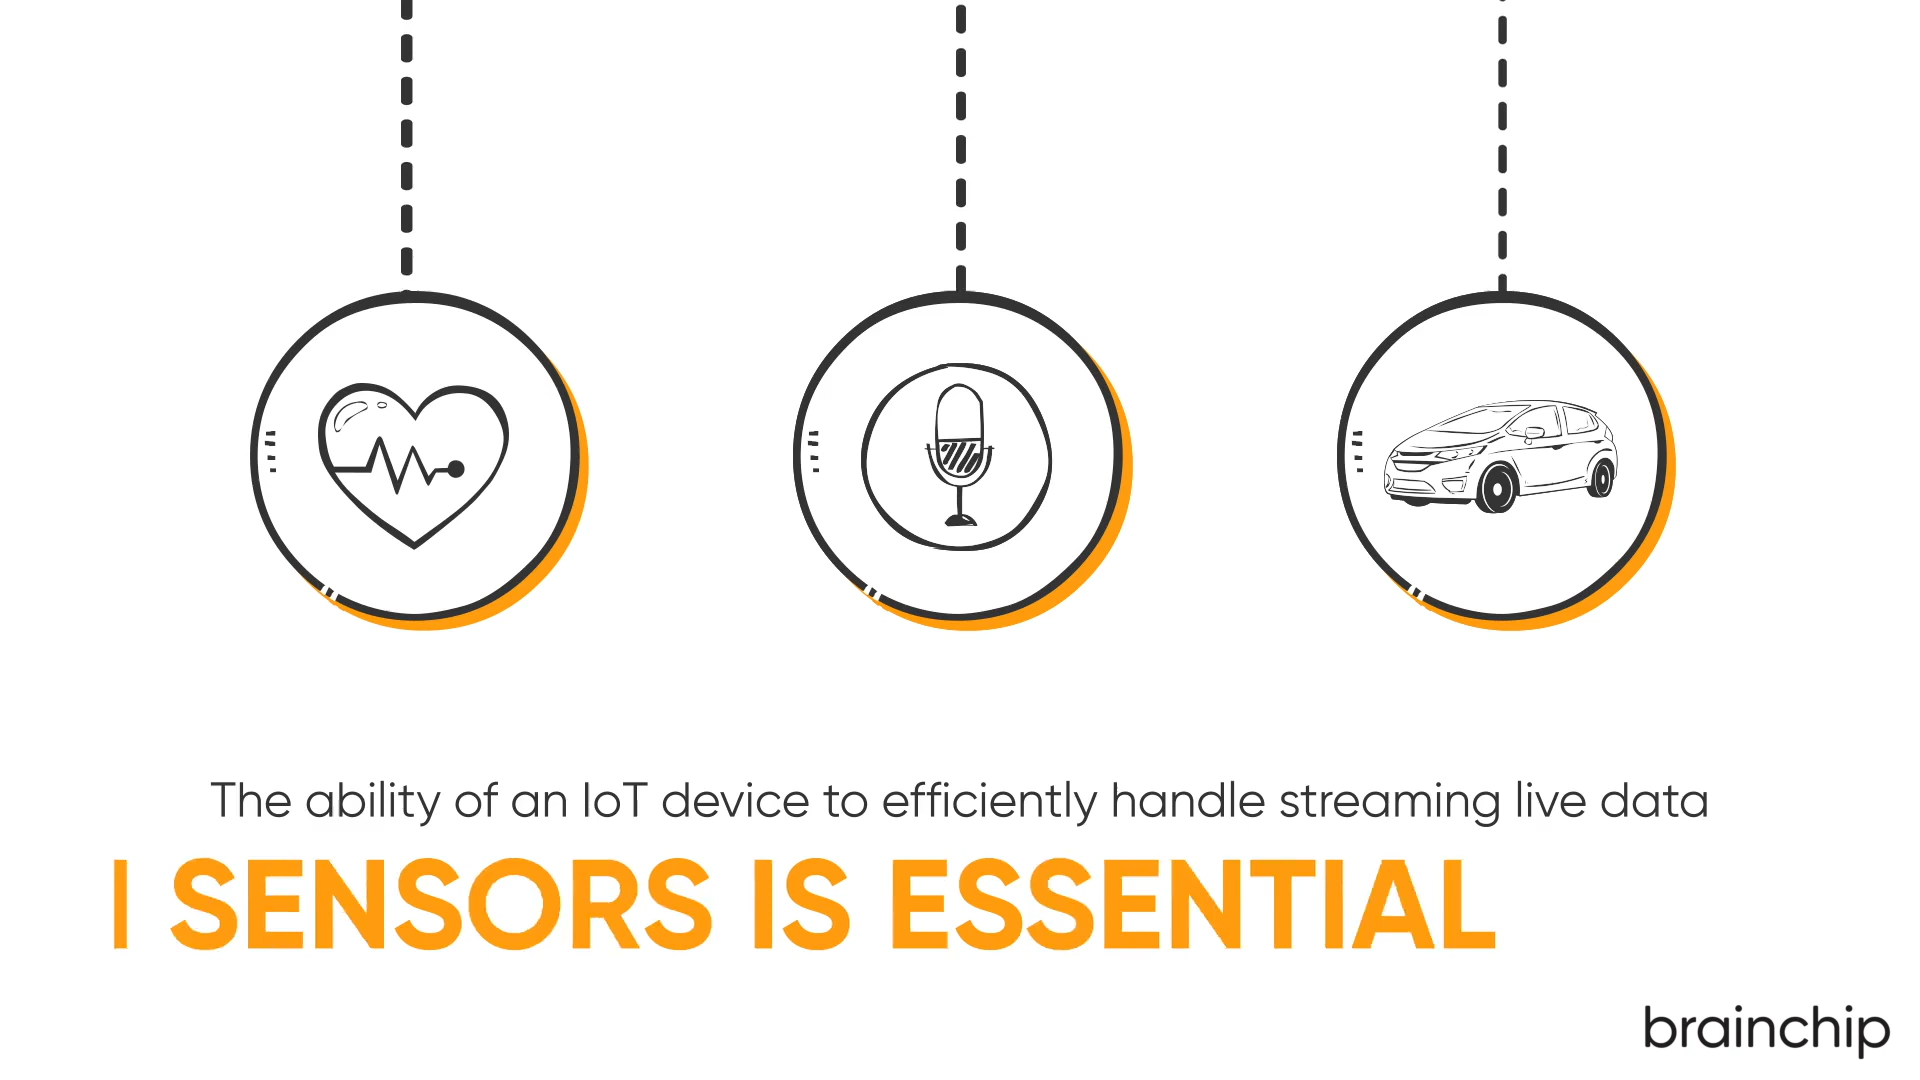 The ability of an IoT device to efficiently handle streaming live data
SENSORS IS ESSENTIAL
brainchip